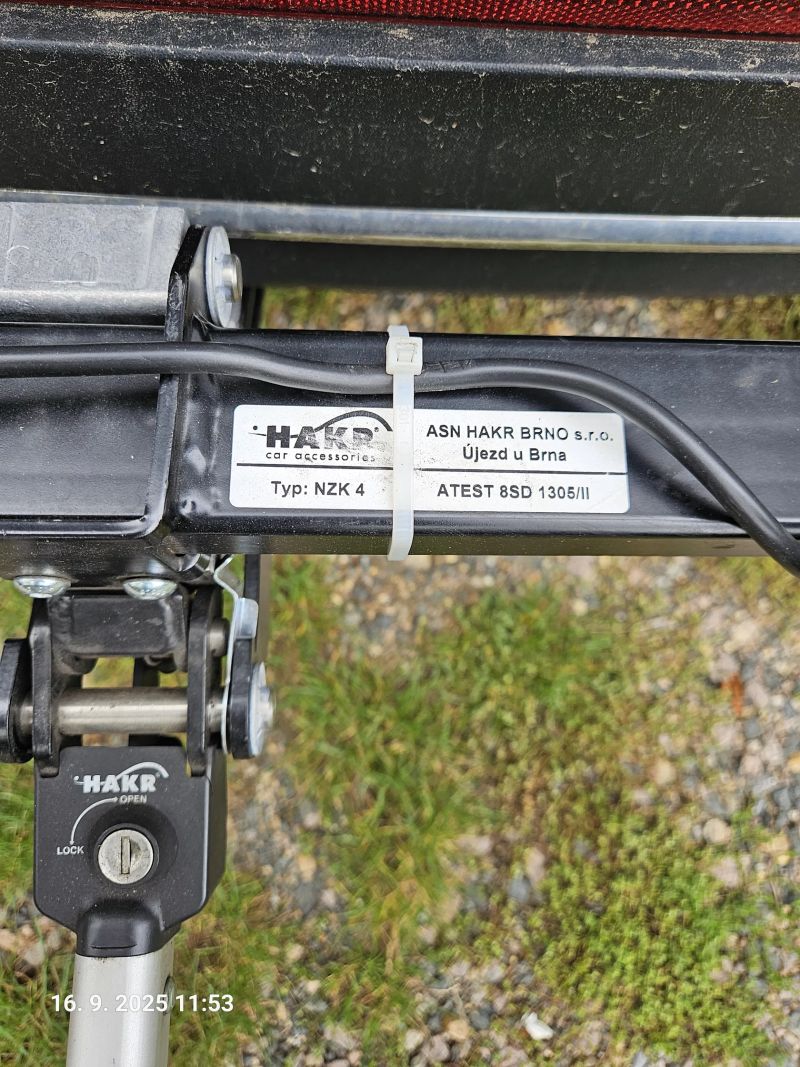 HAKR®
car accessories
ASN HAKR BRNO s.r.o.
Újezd u Brna
Typ: NZK 4
ATEST 8SD 1305/II
HAKR®
OPEN
LOCK
16. 9. 2025 11:53